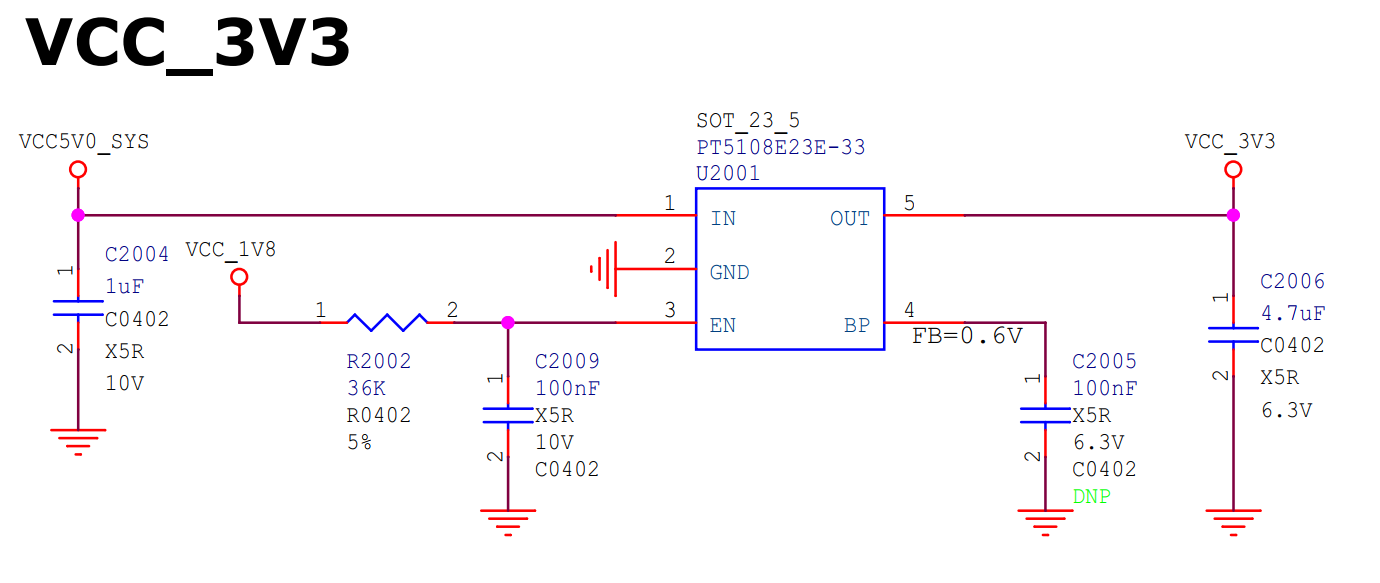 VCC_3V3
VCC5V0_SYS
1
2
C2004
1uF
C0402
X5R
10V
VCC_1V8
1
2
R2002
36K
R0402
5%
1
2
C2009
100nF
X5R
10V
C0402
SOT_23_5
PT5108E23E-33
U2001
1
IN
2
GND
3
EN
OUT
5
BP
4
FB=0.6V
1
2
C2005
100nF
X5R
6.3V
C0402
DNP
VCC_3V3
1
2
C2006
4.7uF
C0402
X5R
6.3V